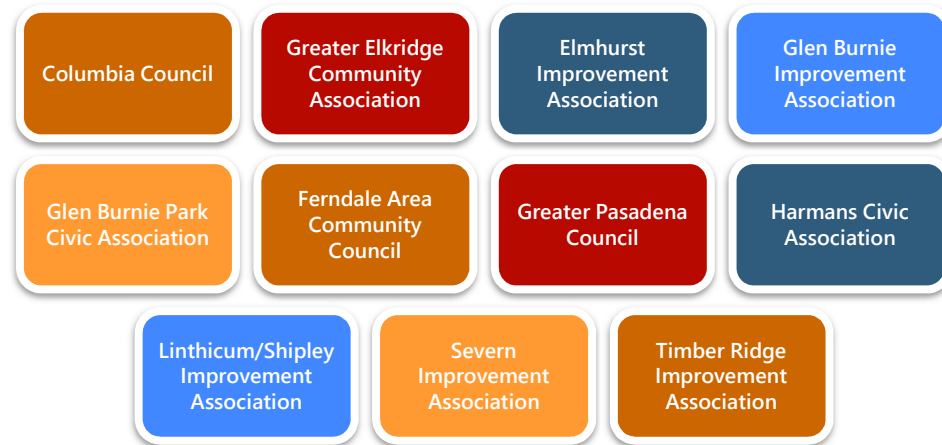 Columbia Council
Greater Elkridge
Community
Association
Elmhurst
Improvement
Association
Glen Burnie
Improvement
Association
Glen Burnie Park
Civic Association
Ferndale Area
Community
Council
Greater Pasadena
Council
Harmans Civic
Association
Linthicum/Shipley
Improvement
Association
Severn
Improvement
Association
Timber Ridge
Improvement
Association